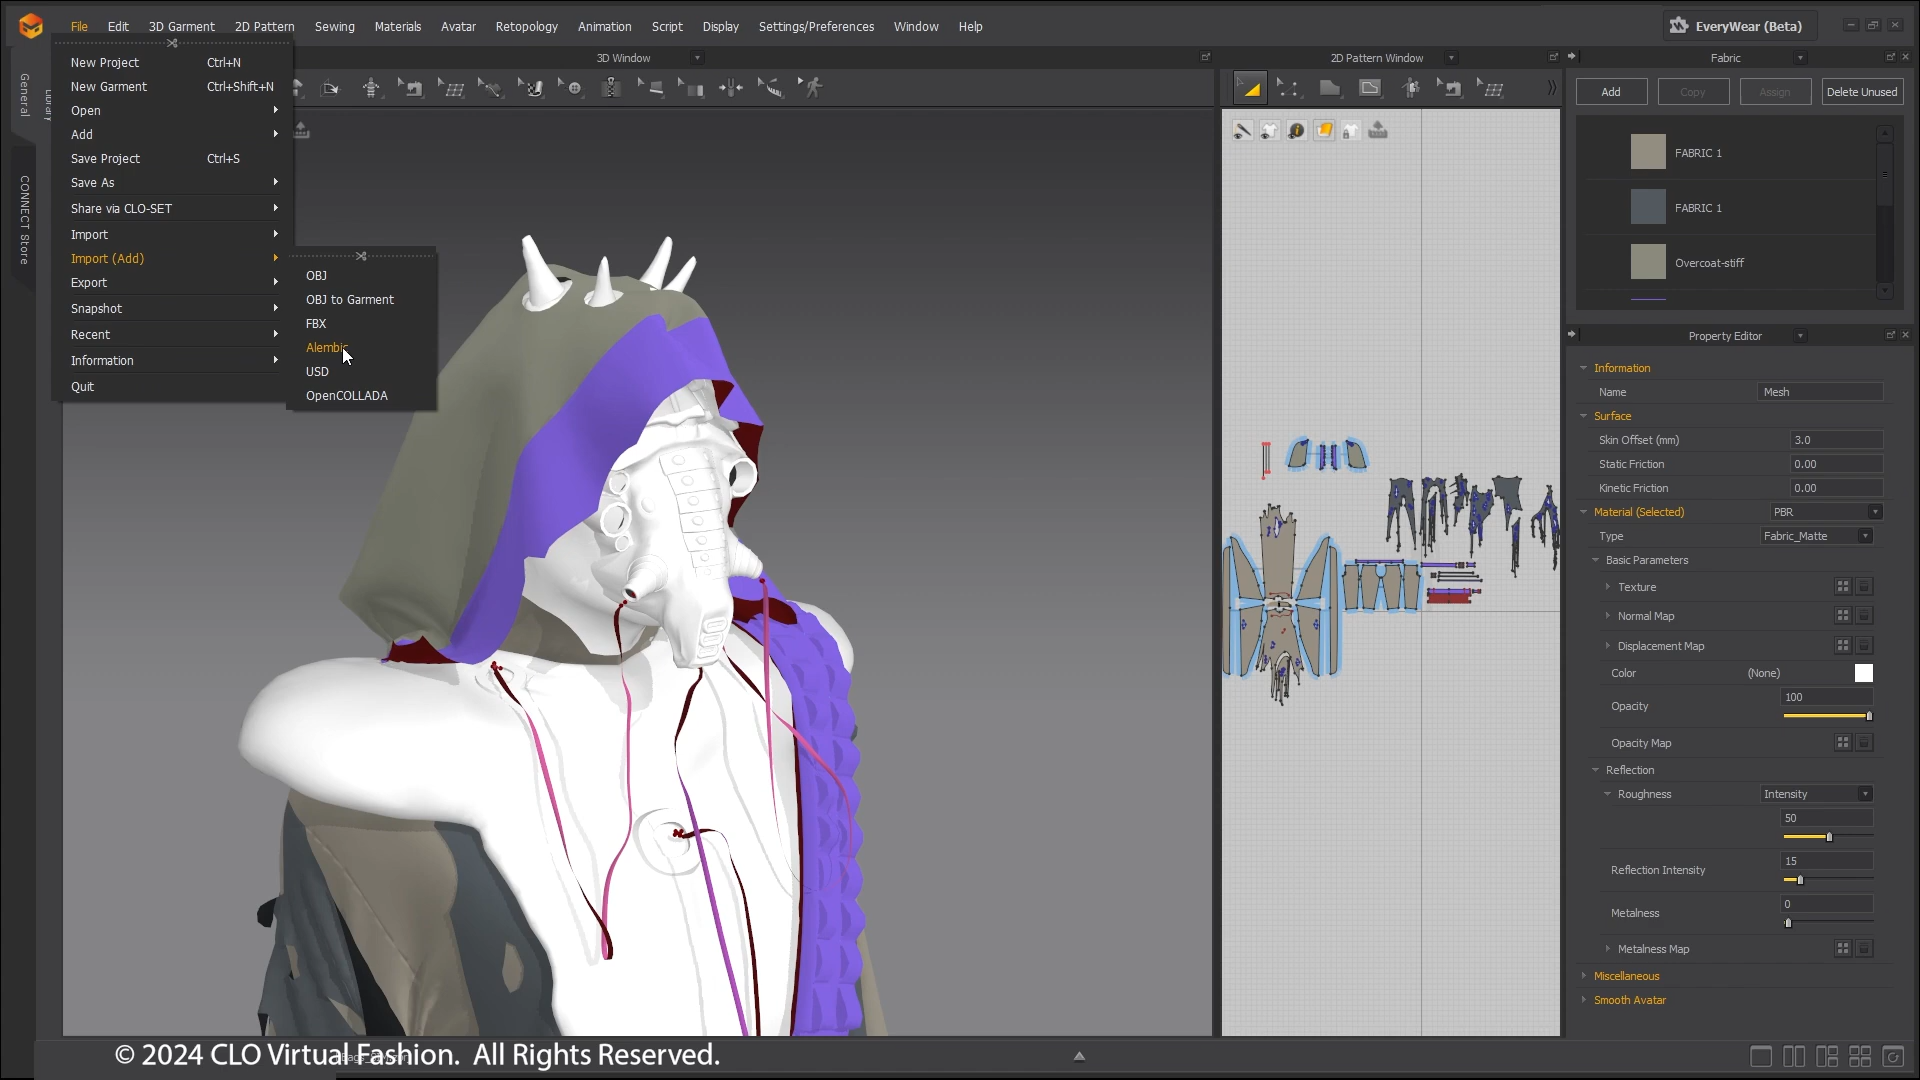 File Edit 3D Garment 2D Pattern Sewing Materials Avatar Retopology Animation Script Display Settings/Preferences Window Help
EveryWear (Beta)
General
Library
CONNECT Store
New Project Ctrl+N
New Garment Ctrl+Shift+N
Open
Add
Save Project Ctrl+S
Save As
Share via CLO-SET
Import
Import (Add)
Export
Snapshot
Recent
Information
Quit
OBJ
OBJ to Garment
FBX
Alembic
USD
OpenCOLLADA
3D Window
2D Pattern Window
Fabric
Add Copy Assign Delete Unused
FABRIC 1
FABRIC 1
Overcoat-stiff
Property Editor
Information
Name Mesh
Surface
Skin Offset (mm) 3.0
Static Friction 0.00
Kinetic Friction 0.00
Material (Selected) PBR
Type Fabric_Matte
Basic Parameters
Texture
Normal Map
Displacement Map
Color (None)
Opacity 100
Opacity Map
Reflection
Roughness Intensity
50
Reflection Intensity 15
Metalness 0
Metalness Map
Miscellaneous
Smooth Avatar
© 2024 CLO Virtual Fashion. All Rights Reserved.